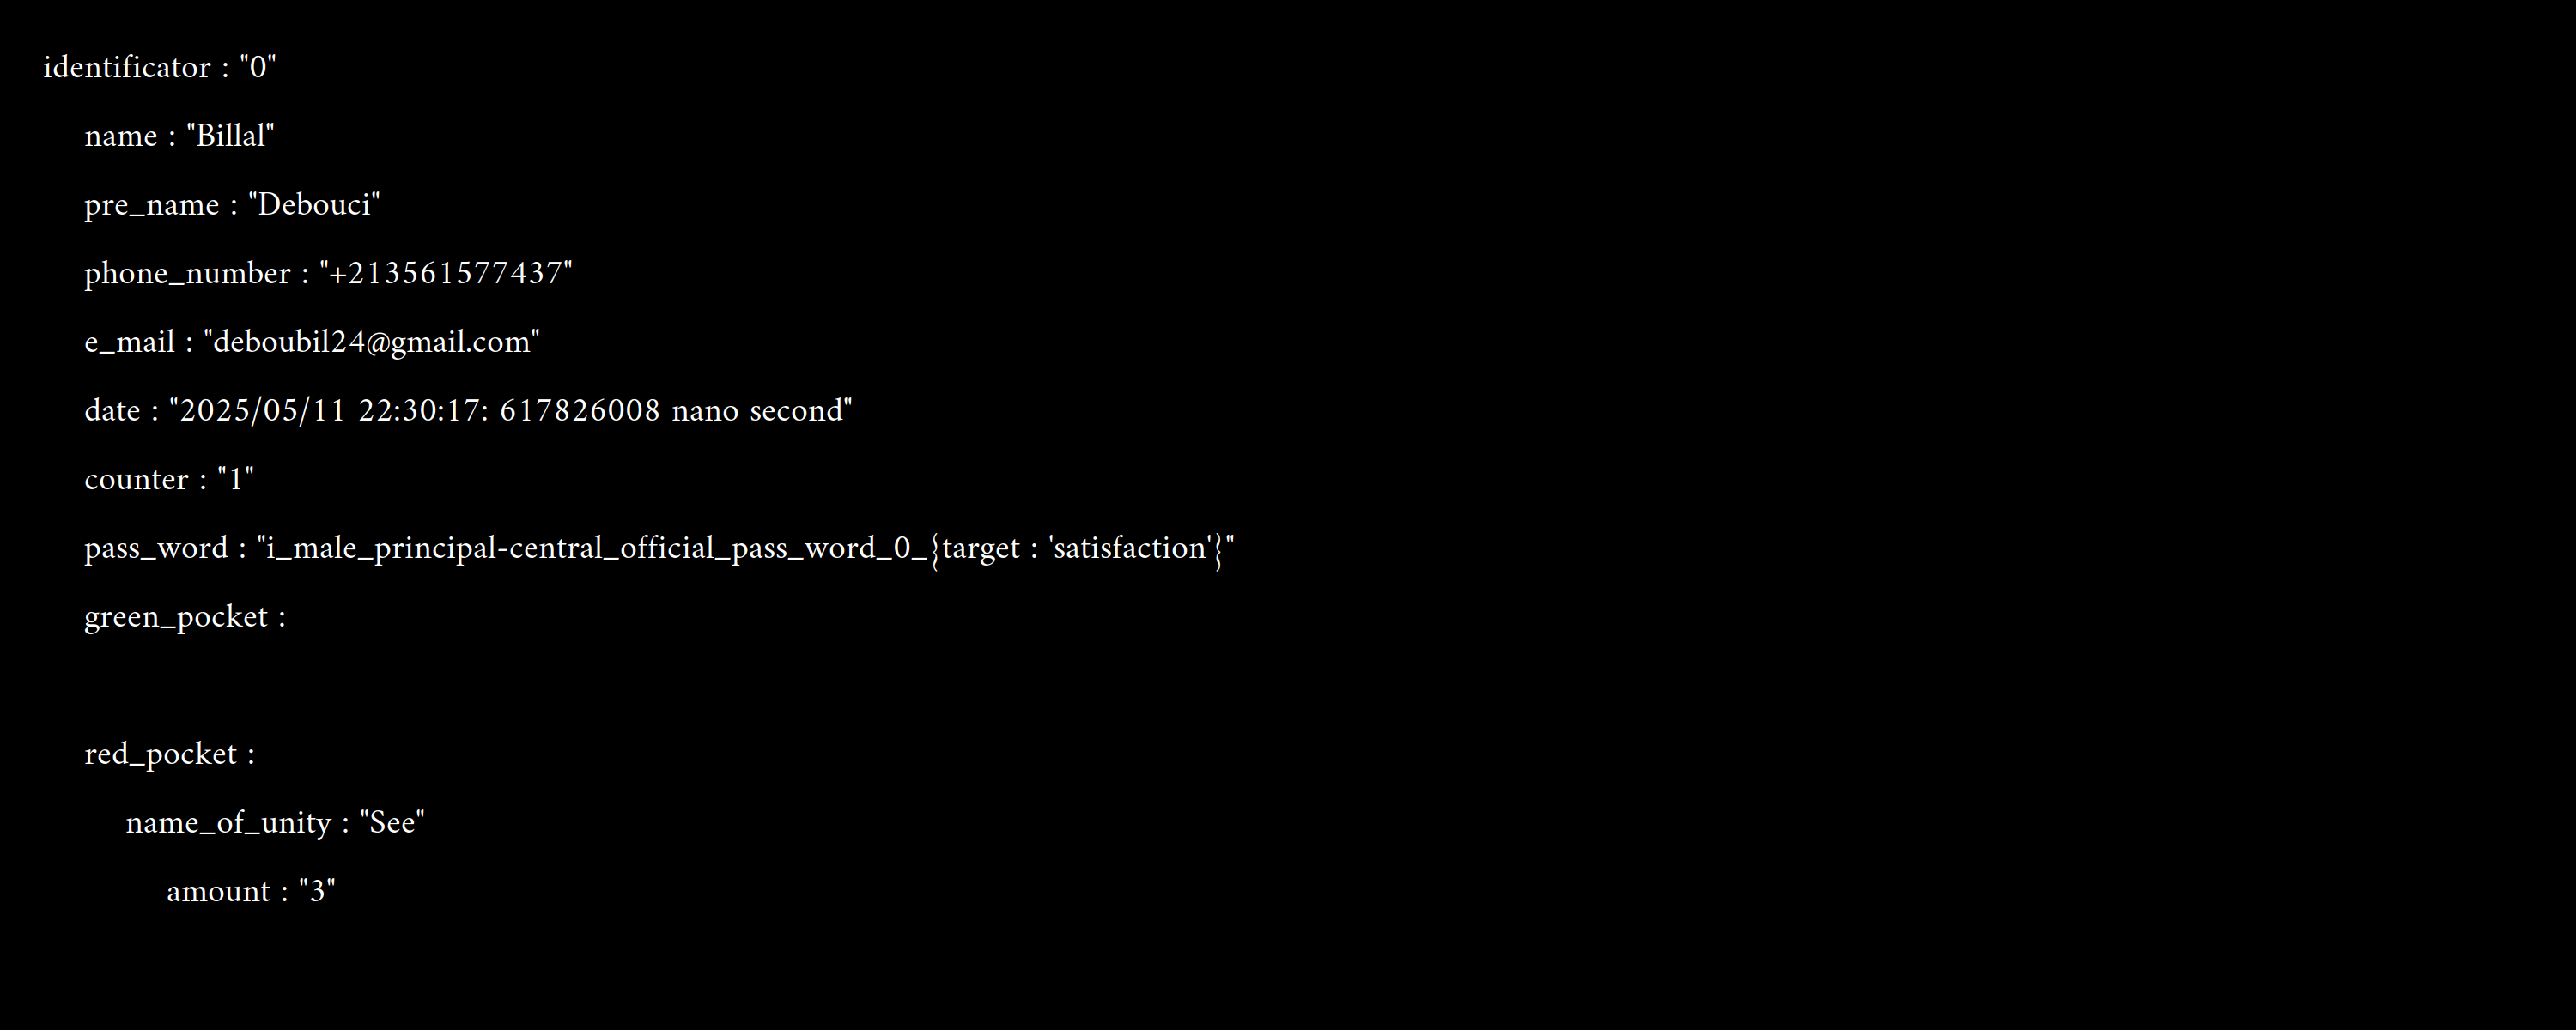 identificator : "0"
name : "Billal"
pre_name : "Debouci"
phone_number : "+213561577437"
e_mail : "deboubil24@gmail.com"
date : "2025/05/11 22:30:17: 617826008 nano second"
counter : "1"
pass_word : "i_male_principal-central_official_pass_word_0_{target : 'satisfaction'}"
green_pocket :
red_pocket :
name_of_unity : "See"
amount : "3"